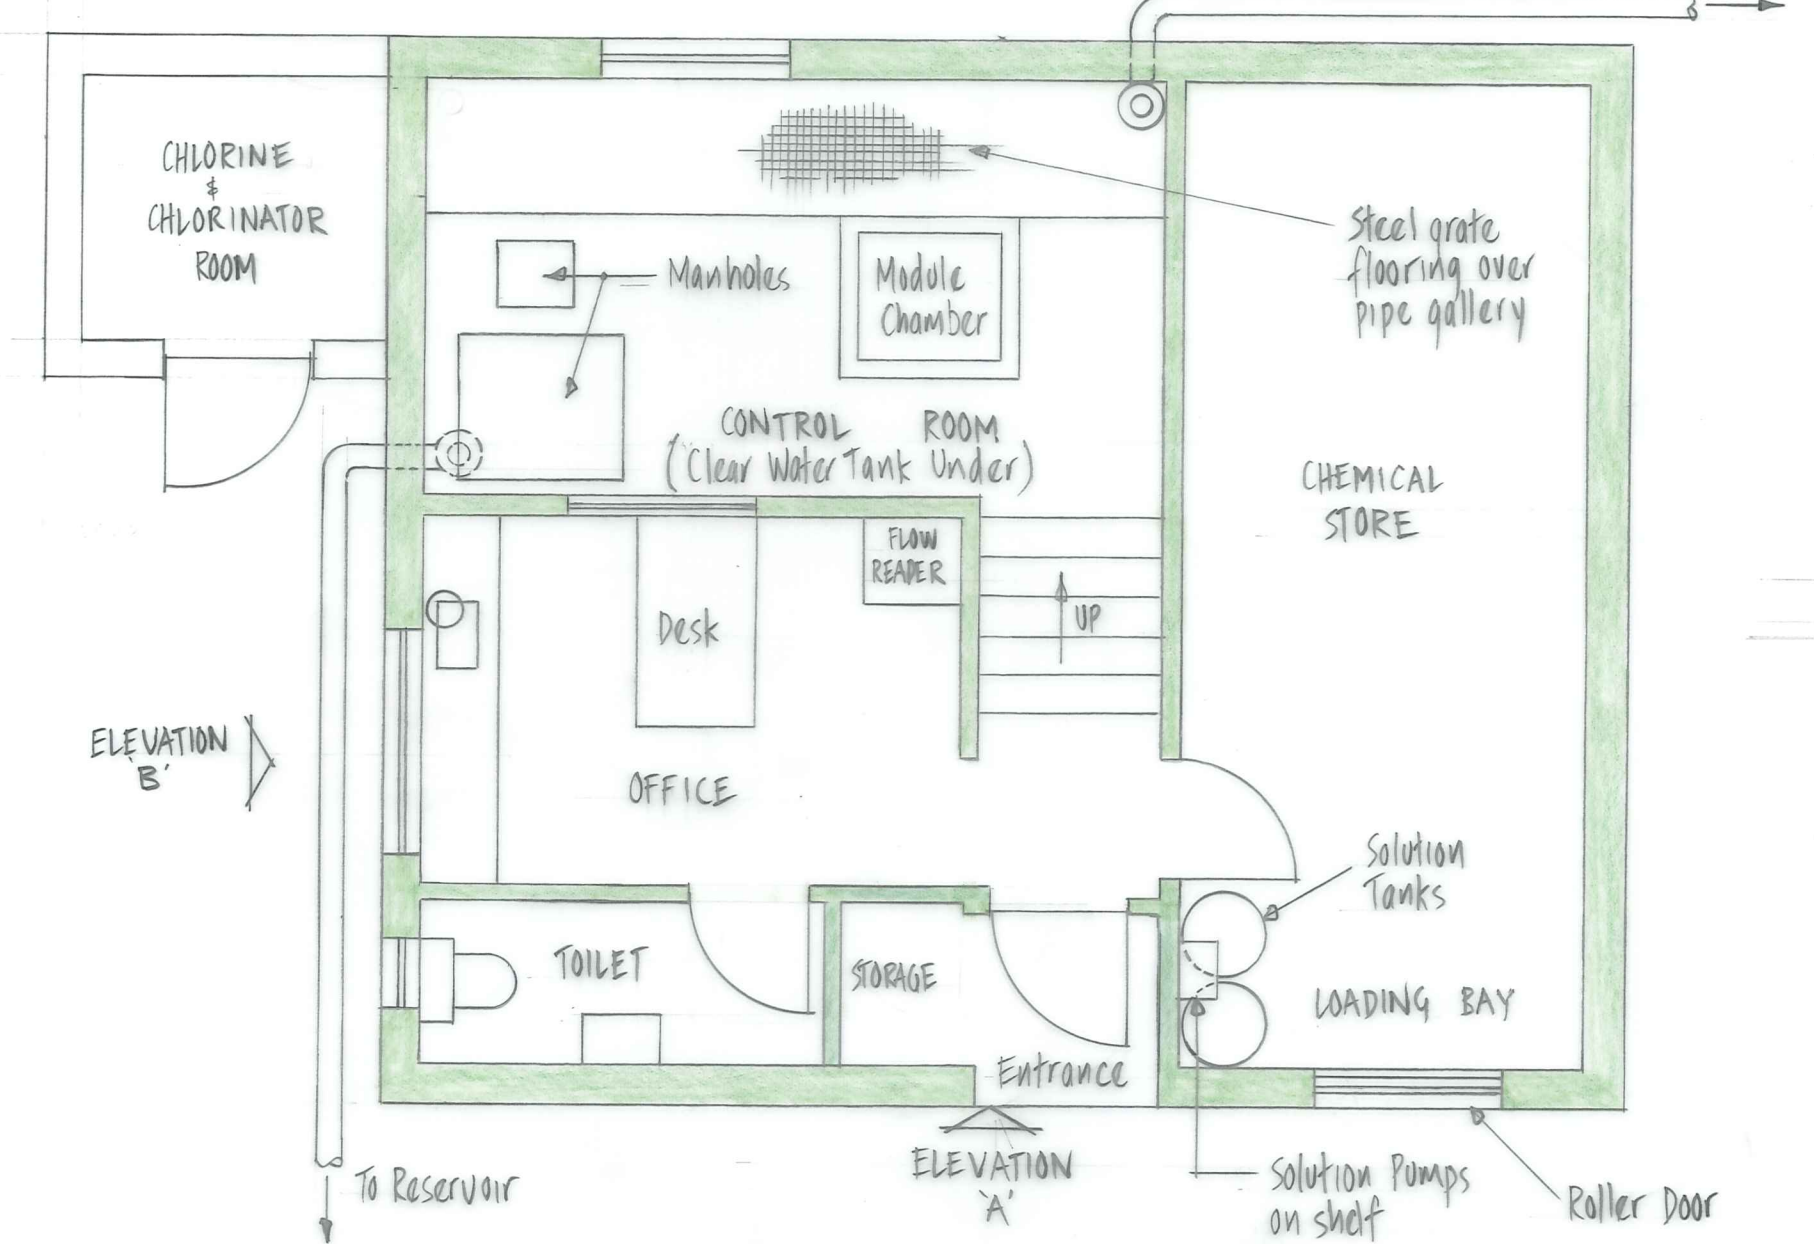 CHLORINE
&
CHLORINATOR
ROOM
Manholes
Module
Chamber
Steel grate
flooring over
pipe gallery
CONTROL ROOM
(Clear Water Tank Under)
CHEMICAL
STORE
FLOW
READER
Desk
UP
ELEVATION
'B'
OFFICE
Solution
Tanks
TOILET
STORAGE
LOADING BAY
Entrance
ELEVATION
'A'
To Reservoir
Solution Pumps
on shelf
Roller Door